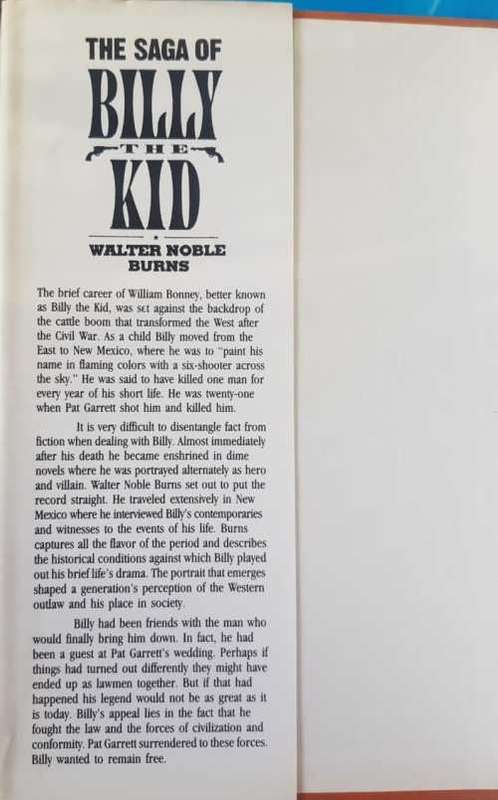 THE SAGA OF
BILLY
THE
KID
WALTER NOBLE
BURNS
The brief career of William Bonney, better known
as Billy the Kid, was set against the backdrop of
the cattle boom that transformed the West after
the Civil War. As a child Billy moved from the
East to New Mexico, where he was to "paint his
name in flaming colors with a six-shooter across
the sky." He was said to have killed one man for
every year of his short life. He was twenty-one
when Pat Garrett shot him and killed him.
It is very difficult to disentangle fact from
fiction when dealing with Billy. Almost immediately
after his death he became enshrined in dime
novels where he was portrayed alternately as hero
and villain. Walter Noble Burns set out to put the
record straight. He traveled extensively in New
Mexico where he interviewed Billy's contemporaries
and witnesses to the events of his life. Burns
captures all the flavor of the period and describes
the historical conditions against which Billy played
out his brief life's drama. The portrait that emerges
shaped a generation's perception of the Western
outlaw and his place in society.
Billy had been friends with the man who
would finally bring him down. In fact, he had
been a guest at Pat Garrett's wedding. Perhaps if
things had turned out differently they might have
ended up as lawmen together. But if that had
happened his legend would not be as great as it
is today. Billy's appeal lies in the fact that he
fought the law and the forces of civilization and
conformity. Pat Garrett surrendered to these forces.
Billy wanted to remain free.